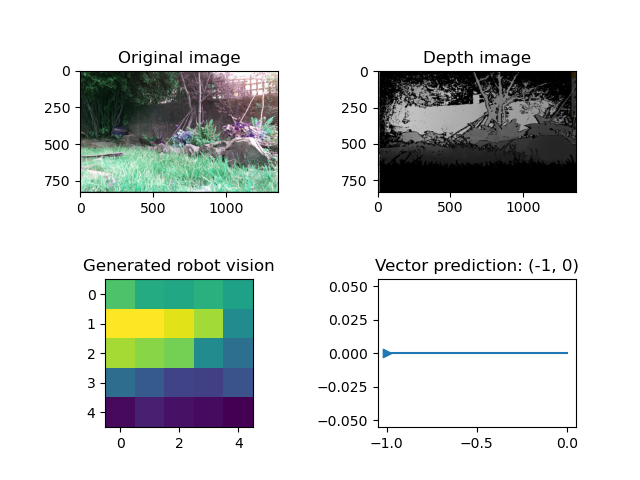 Original image
0
250
500
750
0 500 1000
Depth image
0
250
500
750
0 500 1000
Generated robot vision
0
1
2
3
4
0 2 4
Vector prediction: (-1, 0)
0.050
0.025
0.000
−0.025
−0.050
−1.0 −0.5 0.0